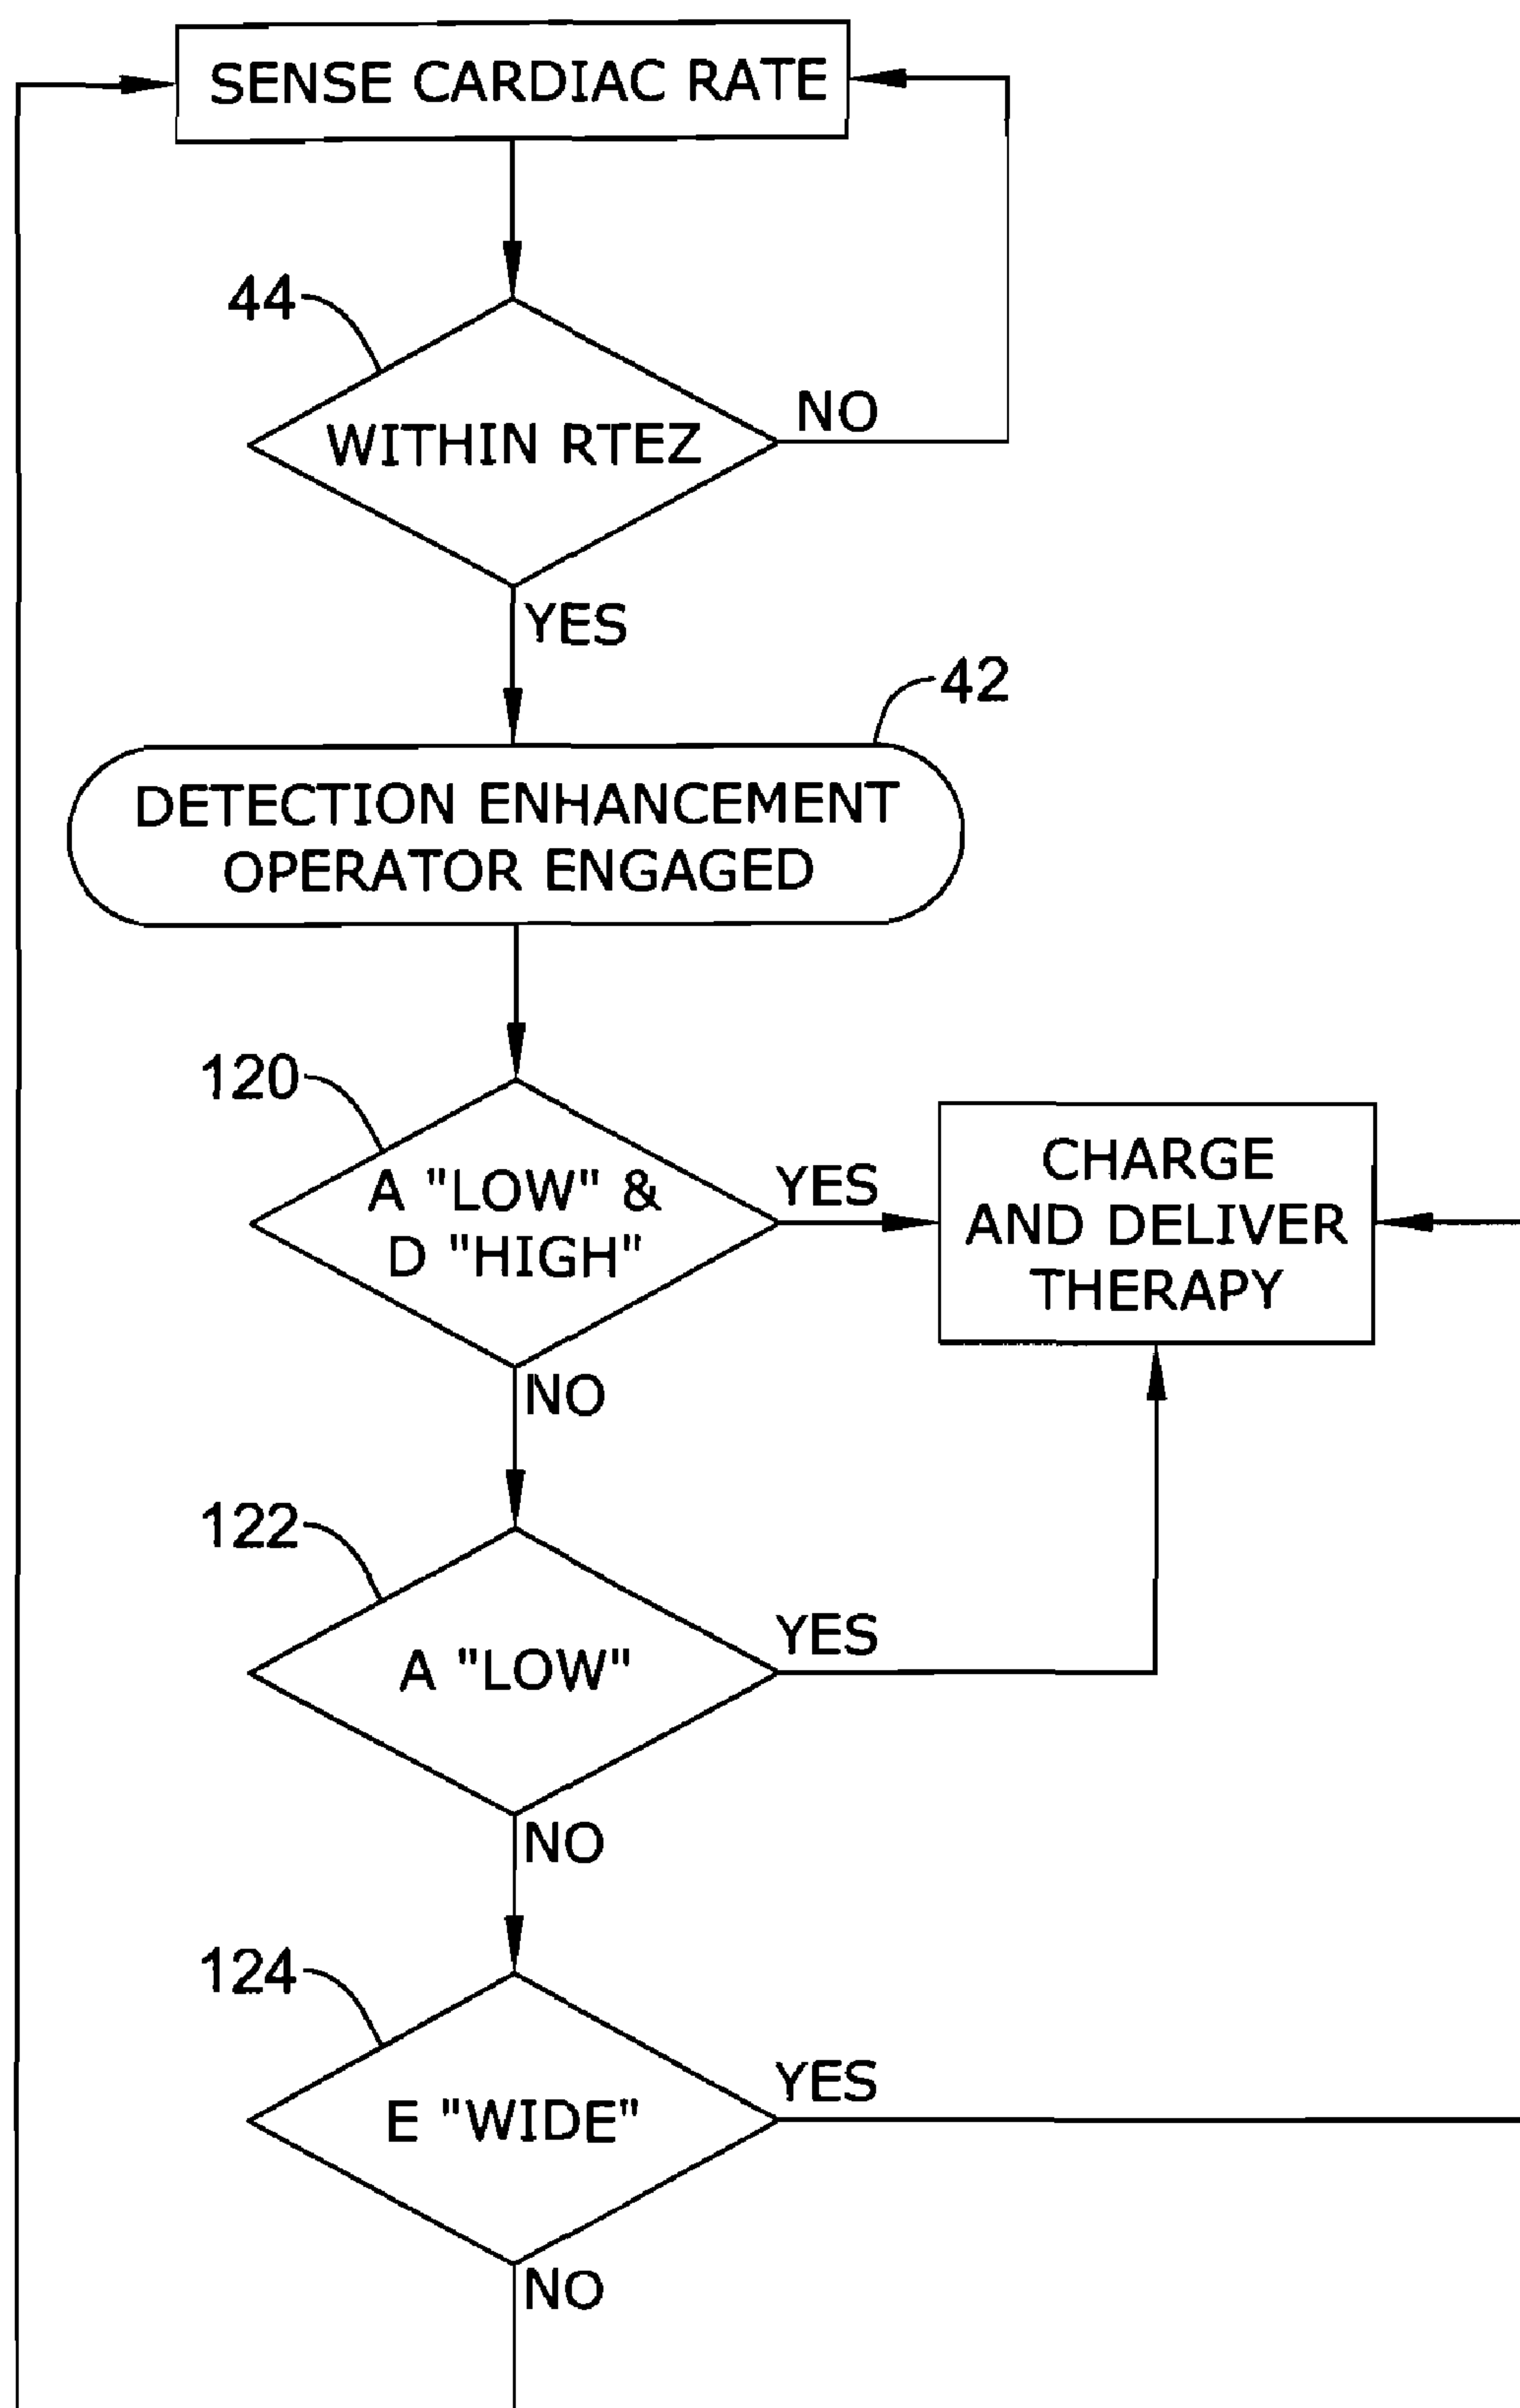 SENSE CARDIAC RATE
44
WITHIN RTEZ
NO
YES
42
DETECTION ENHANCEMENT
OPERATOR ENGAGED
120
A "LOW" &
D "HIGH"
YES
CHARGE
AND DELIVER
THERAPY
NO
122
A "LOW"
YES
NO
124
E "WIDE"
YES
NO